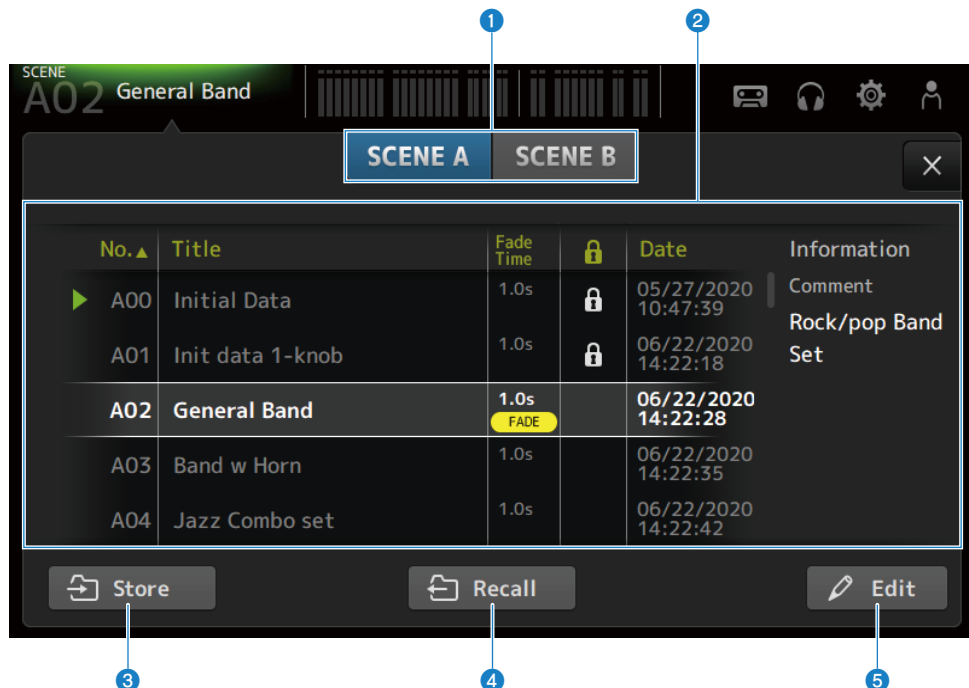 1 2
SCENE
A02 General Band
SCENE A SCENE B
No. Title Fade Time Date Information
A00 Initial Data 1.0s 05/27/2020 10:47:39
Comment
Rock/pop Band
Set
A01 Init data 1-knob 1.0s 06/22/2020 14:22:18
A02 General Band 1.0s FADE 06/22/2020 14:22:28
A03 Band w Horn 1.0s 06/22/2020 14:22:35
A04 Jazz Combo set 1.0s 06/22/2020 14:22:42
Store Recall Edit
3 4 5